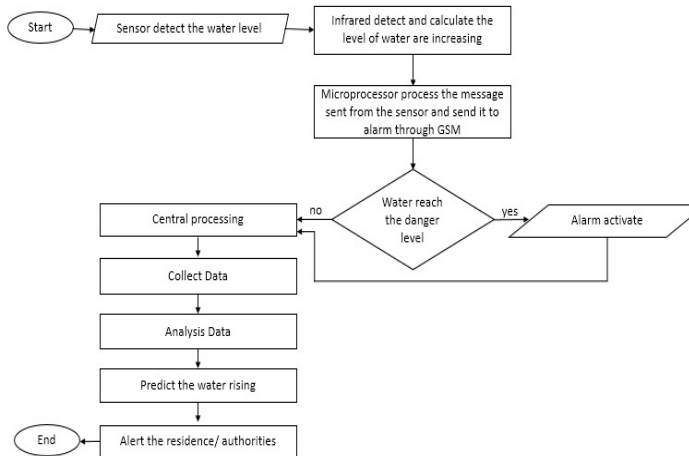 Start
Sensor detect the water level
Infrared detect and calculate the
level of water are increasing
Microprocessor process the message
sent from the sensor and send it to
alarm through GSM
Water reach
the danger
level
no
yes
Alarm activate
Central processing
Collect Data
Analysis Data
Predict the water rising
Alert the residence/ authorities
End